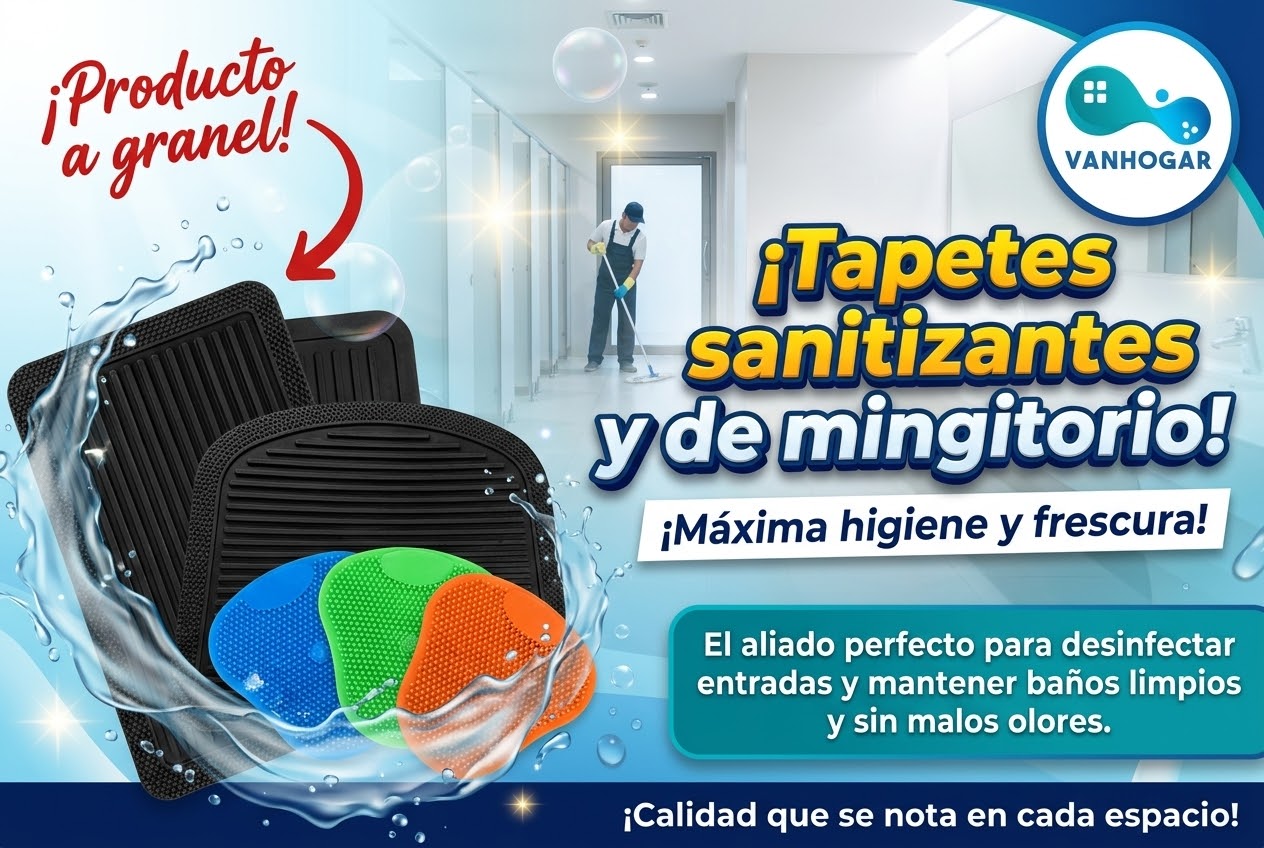 ¡Producto
a granel!
VANHOGAR
¡Tapetes
sanitizantes
y de mingitorio!
¡Máxima higiene y frescura!
El aliado perfecto para desinfectar
entradas y mantener baños limpios
y sin malos olores.
¡Calidad que se nota en cada espacio!